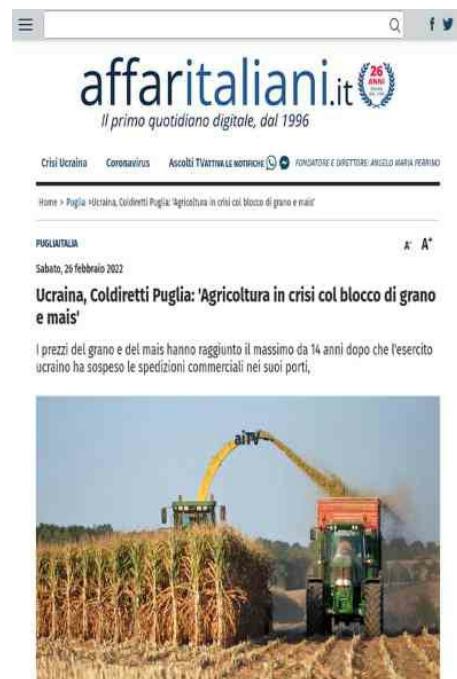 affaritaliani.it
26
ANNI
Il primo quotidiano digitale, dal 1996
Crisi Ucraina Coronavirus Ascolti TV ATTIVA LE NOTIFICHE FONDATORE E DIRETTORE: ANGELO MARIA PERRINO
Home > Puglia >Ucraina, Coldiretti Puglia: 'Agricoltura in crisi col blocco di grano e mais'
PUGLIAITALIA A- A+
Sabato, 26 febbraio 2022
Ucraina, Coldiretti Puglia: 'Agricoltura in crisi col blocco di grano
e mais'
I prezzi del grano e del mais hanno raggiunto il massimo da 14 anni dopo che l'esercito
ucraino ha sospeso le spedizioni commerciali nei suoi porti,
aiTV